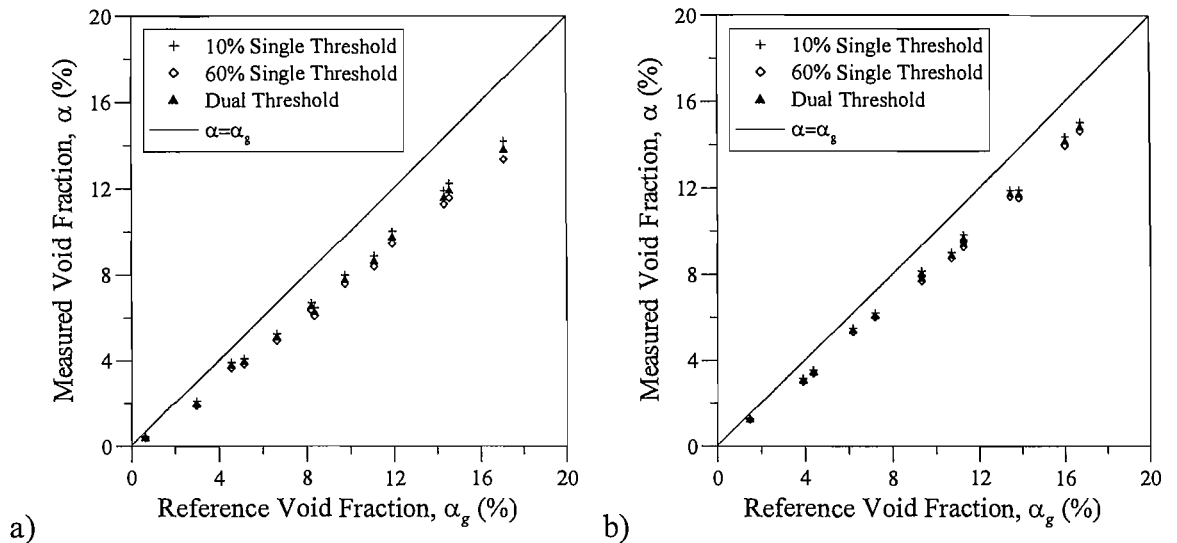 20
16
12
8
4
0
Measured Void Fraction, α (%)
10% Single Threshold
60% Single Threshold
Dual Threshold
α=αg
0 4 8 12 16 20
Reference Void Fraction, αg (%)
a)
20
16
12
8
4
0
Measured Void Fraction, α (%)
10% Single Threshold
60% Single Threshold
Dual Threshold
α=αg
0 4 8 12 16 20
Reference Void Fraction, αg (%)
b)